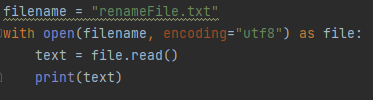 filename = "renameFile.txt"
with open(filename, encoding="utf8") as file:
    text = file.read()
    print(text)